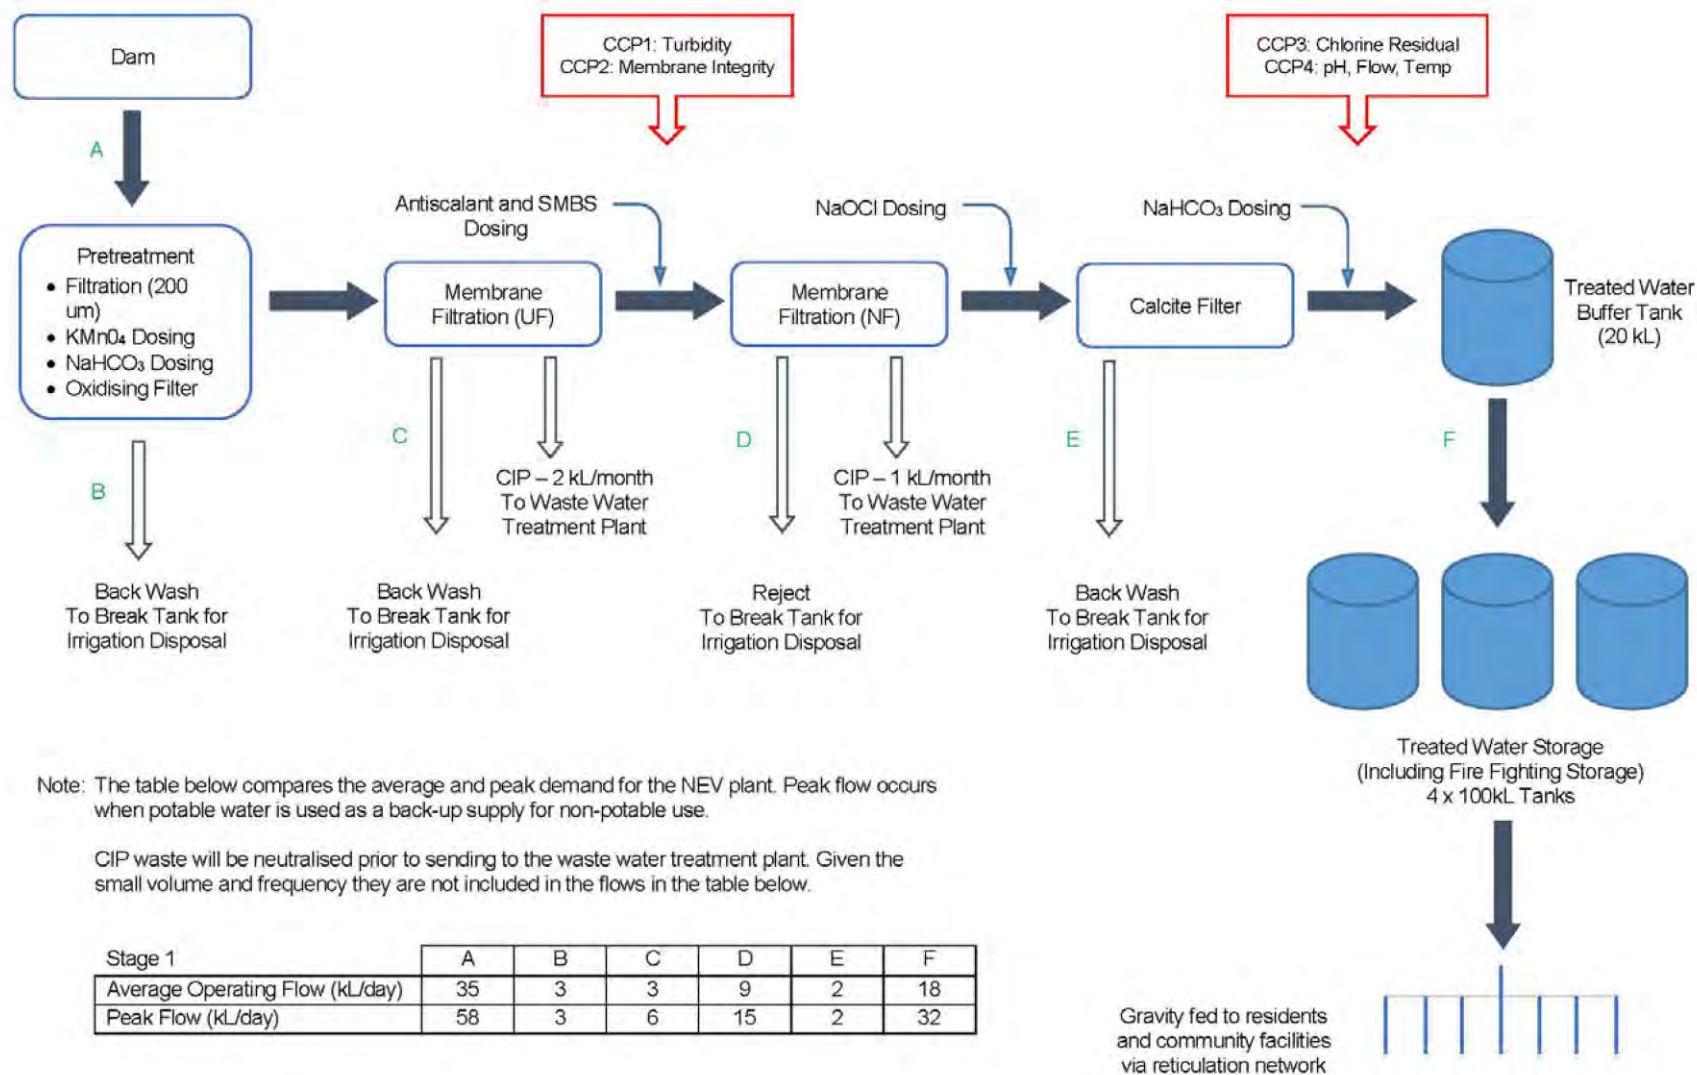 Dam
CCP1: Turbidity
CCP2: Membrane Integrity
CCP3: Chlorine Residual
CCP4: pH, Flow, Temp
A
Pretreatment
• Filtration (200
um)
• KMn0₄ Dosing
• NaHCO₃ Dosing
• Oxidising Filter
Antiscalant and SMBS
Dosing
NaOCl Dosing
NaHCO₃ Dosing
Membrane
Filtration (UF)
Membrane
Filtration (NF)
Calcite Filter
Treated Water
Buffer Tank
(20 kL)
B
C
D
E
F
CIP – 2 kL/month
To Waste Water
Treatment Plant
CIP – 1 kL/month
To Waste Water
Treatment Plant
Back Wash
To Break Tank for
Irrigation Disposal
Back Wash
To Break Tank for
Irrigation Disposal
Reject
To Break Tank for
Irrigation Disposal
Back Wash
To Break Tank for
Irrigation Disposal
Treated Water Storage
(Including Fire Fighting Storage)
4 x 100kL Tanks
Note: The table below compares the average and peak demand for the NEV plant. Peak flow occurs
when potable water is used as a back-up supply for non-potable use.
CIP waste will be neutralised prior to sending to the waste water treatment plant. Given the
small volume and frequency they are not included in the flows in the table below.
Stage 1 A B C D E F
Average Operating Flow (kL/day) 35 3 3 9 2 18
Peak Flow (kL/day) 58 3 6 15 2 32
Gravity fed to residents
and community facilities
via reticulation network